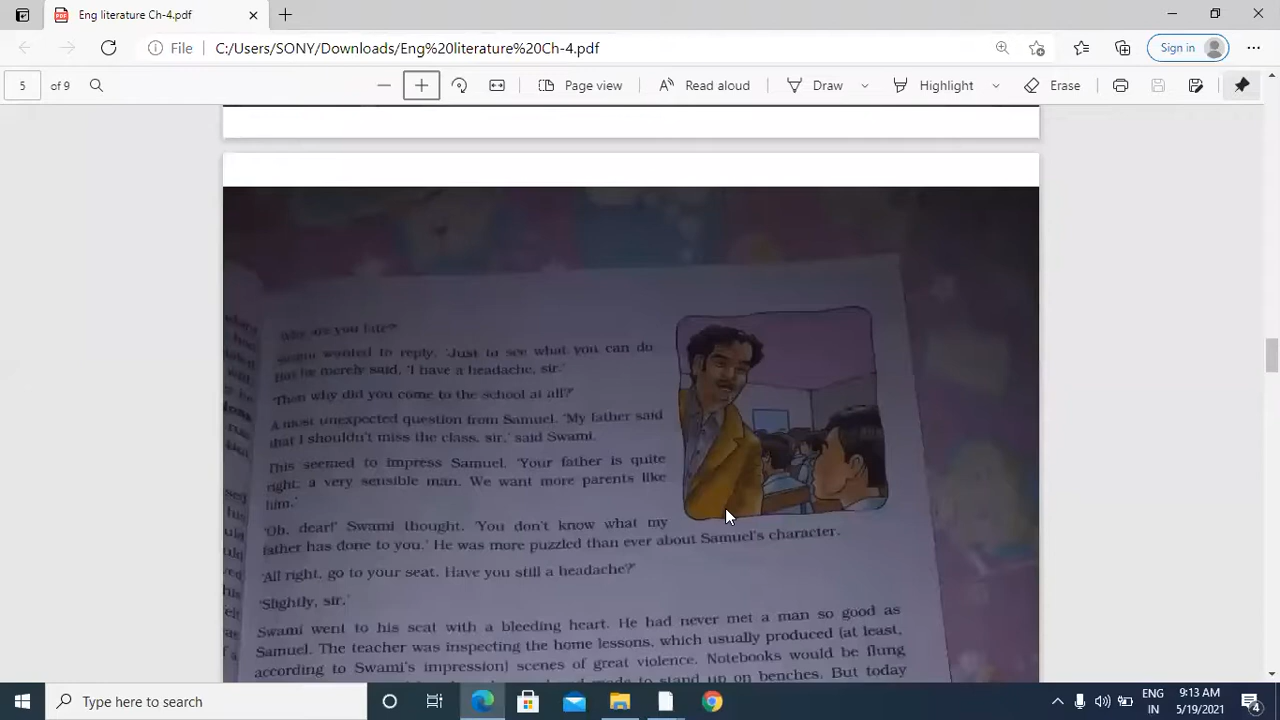 Eng literature Ch-4.pdf
File C:/Users/SONY/Downloads/Eng%20literature%20Ch-4.pdf
Sign in
5 of 9
Page view
Read aloud
Draw
Highlight
Erase
'Why are you late?'
Swami wanted to reply, 'Just to see what you can do.
But he merely said, 'I have a headache, sir.'
'Then why did you come to the school at all?'
A most unexpected question from Samuel. 'My father said
that I shouldn't miss the class, sir,' said Swami.
This seemed to impress Samuel. 'Your father is quite
right, a very sensible man. We want more parents like
him.'
'Oh, dear!' Swami thought. 'You don't know what my
father has done to you.' He was more puzzled than ever about Samuel's character.
'All right, go to your seat. Have you still a headache?'
'Slightly, sir.'
Swami went to his seat with a bleeding heart. He had never met a man so good as
Samuel. The teacher was inspecting the home lessons, which usually produced (at least,
according to Swami's impression) scenes of great violence. Notebooks would be flung
made to stand up on benches. But today
Type here to search
ENG
IN
9:13 AM
5/19/2021
4